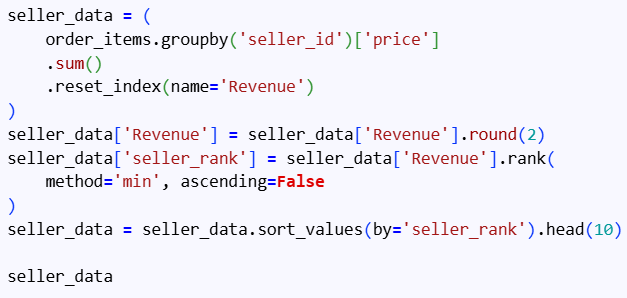 seller_data = (
    order_items.groupby('seller_id')['price']
    .sum()
    .reset_index(name='Revenue')
)
seller_data['Revenue'] = seller_data['Revenue'].round(2)
seller_data['seller_rank'] = seller_data['Revenue'].rank(
    method='min', ascending=False
)
seller_data = seller_data.sort_values(by='seller_rank').head(10)

seller_data